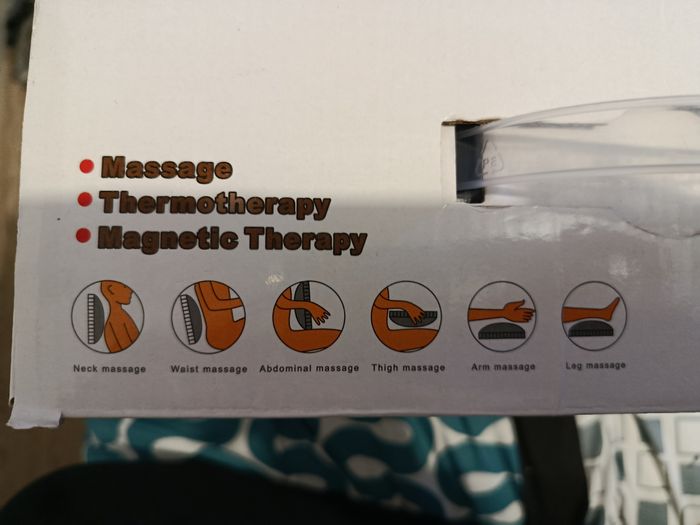 Massage
Thermotherapy
Magnetic Therapy
Neck massage Waist massage Abdominal massage Thigh massage Arm massage Leg massage